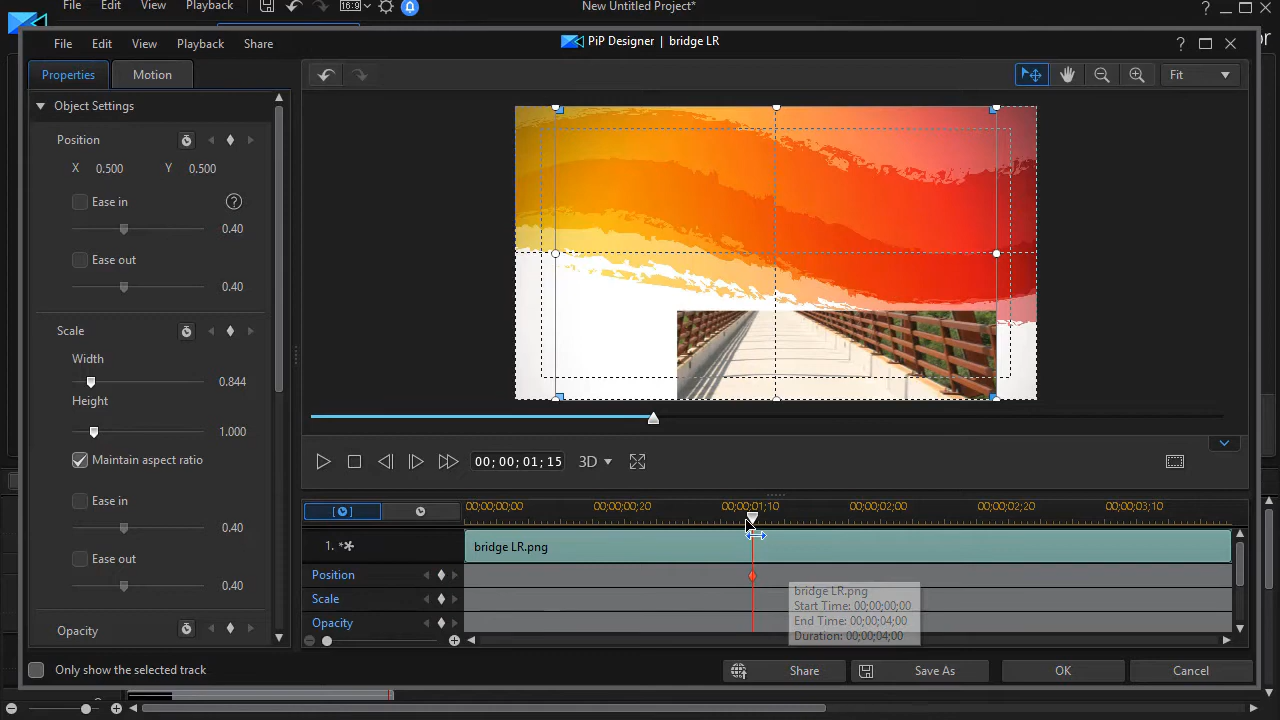 File Edit View Playback 16:9 New Untitled Project* ?
or
File Edit View Playback Share PiP Designer | bridge LR ?
Properties Motion Fit
Object Settings
Position
X 0.500 Y 0.500
Ease in ?
0.40
Ease out
0.40
Scale
Width
0.844
Height
1.000
Maintain aspect ratio
Ease in
0.40
Ease out
0.40
Opacity
00; 00; 01; 15 3D
00;00;00;00 00;00;00;20 00;00;01;10 00;00;02;00 00;00;02;20 00;00;03;10
1. bridge LR.png
Position
Scale
Opacity
bridge LR.png
Start Time: 00;00;00;00
End Time: 00;00;04;00
Duration: 00;00;04;00
Only show the selected track Share Save As OK Cancel